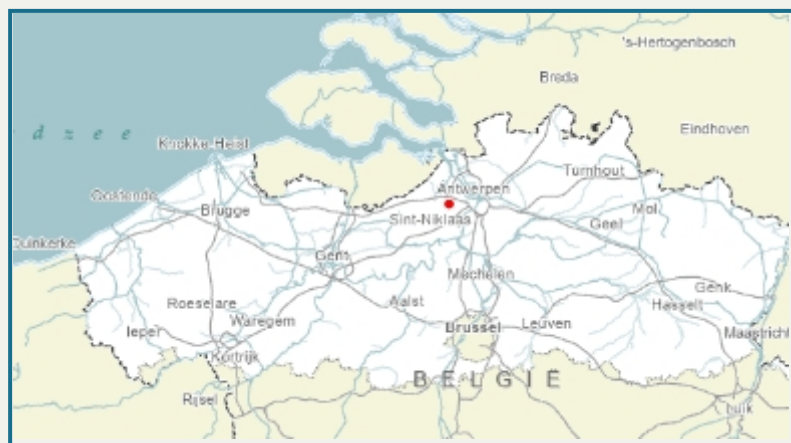 's-Hertogenbosch
Breda
Eindhoven
d z e e
Knokke-Heist
Turnhout
Antwerpen
Oostende
Brugge
Mol
Sint-Niklaas
Geel
Duinkerke
Gent
Mechelen
Genk
Roeselare
Aalst
Hasselt
Waregem
Brussel
Leuven
Ieper
Maastricht
Kortrijk
BELGIË
Rijsel
Luik